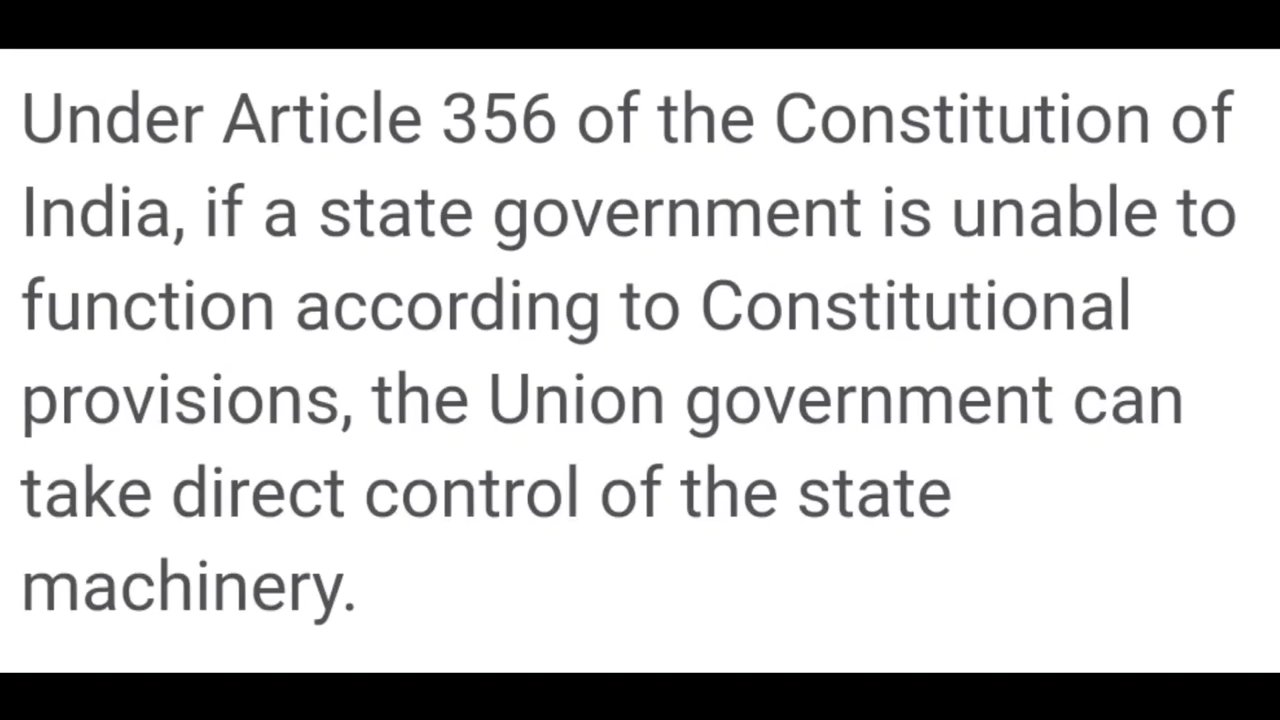 Under Article 356 of the Constitution of
India, if a state government is unable to
function according to Constitutional
provisions, the Union government can
take direct control of the state
machinery.